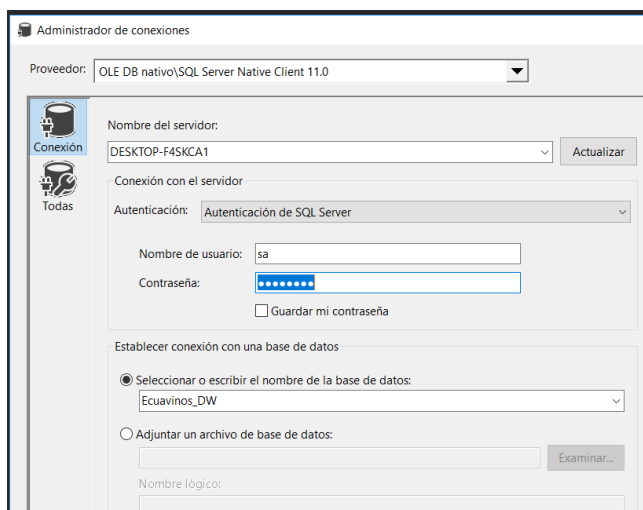 Administrador de conexiones
Proveedor: OLE DB nativo\SQL Server Native Client 11.0
Conexión
Todas
Nombre del servidor:
DESKTOP-F4SKCA1 Actualizar
Conexión con el servidor
Autenticación: Autenticación de SQL Server
Nombre de usuario: sa
Contraseña: ●●●●●●●●
Guardar mi contraseña
Establecer conexión con una base de datos
Seleccionar o escribir el nombre de la base de datos:
Ecuavinos_DW
Adjuntar un archivo de base de datos:
Examinar...
Nombre lógico: